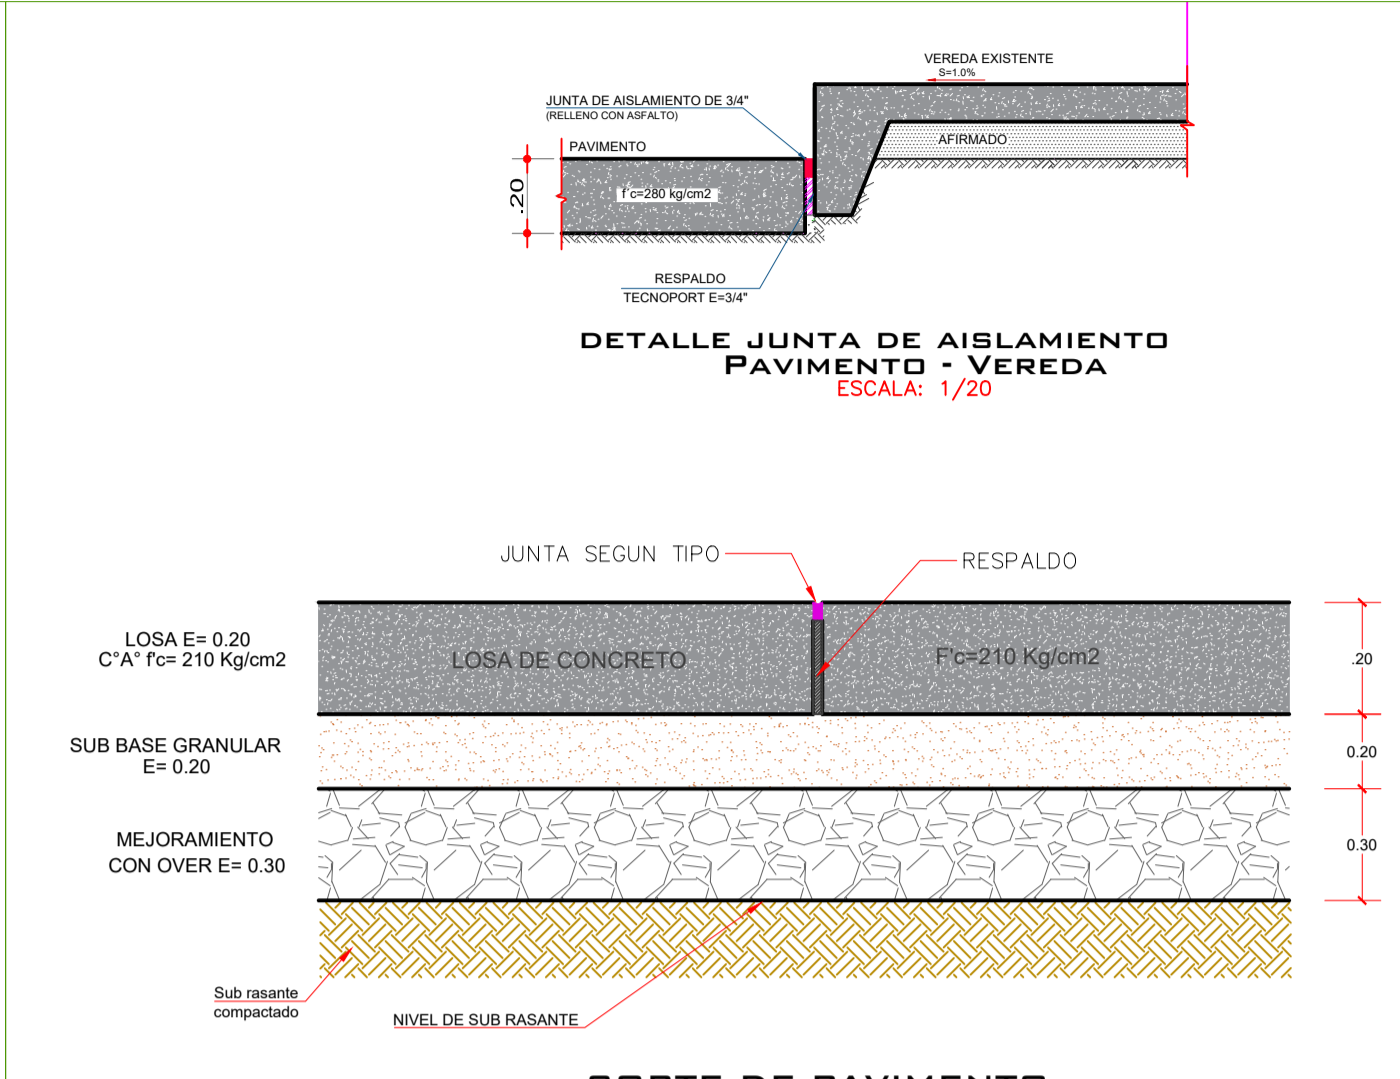 VEREDA EXISTENTE
S=1.0%
JUNTA DE AISLAMIENTO DE 3/4"
(RELLENO CON ASFALTO)
PAVIMENTO
AFIRMADO
.20
f'c=280 kg/cm2
RESPALDO
TECNOPORT E=3/4"
DETALLE JUNTA DE AISLAMIENTO
PAVIMENTO - VEREDA
ESCALA: 1/20
JUNTA SEGUN TIPO
RESPALDO
LOSA E= 0.20
C°A° f'c= 210 Kg/cm2
LOSA DE CONCRETO
F'c=210 Kg/cm2
.20
SUB BASE GRANULAR
E= 0.20
0.20
MEJORAMIENTO
CON OVER E= 0.30
0.30
Sub rasante
compactado
NIVEL DE SUB RASANTE
CORTE DE PAVIMENTO